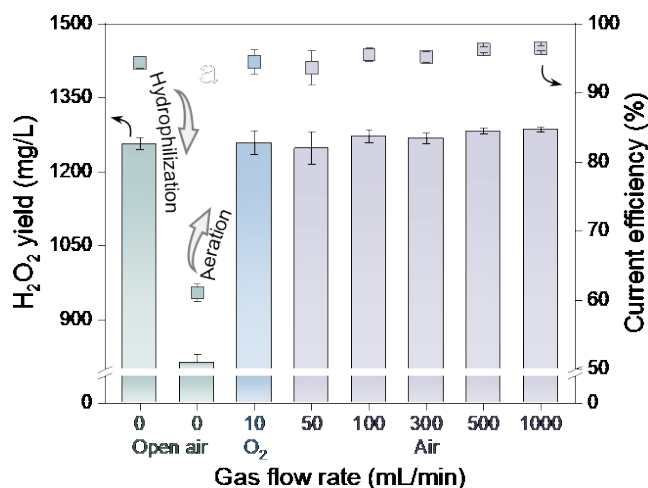 1500
1350
1200
1050
900
0
H₂O₂ yield (mg/L)
a
Hydrophilization
Aeration
100
90
80
70
60
50
0
Current efficiency (%)
0 0 10 50 100 300 500 1000
Open air O₂ Air
Gas flow rate (mL/min)